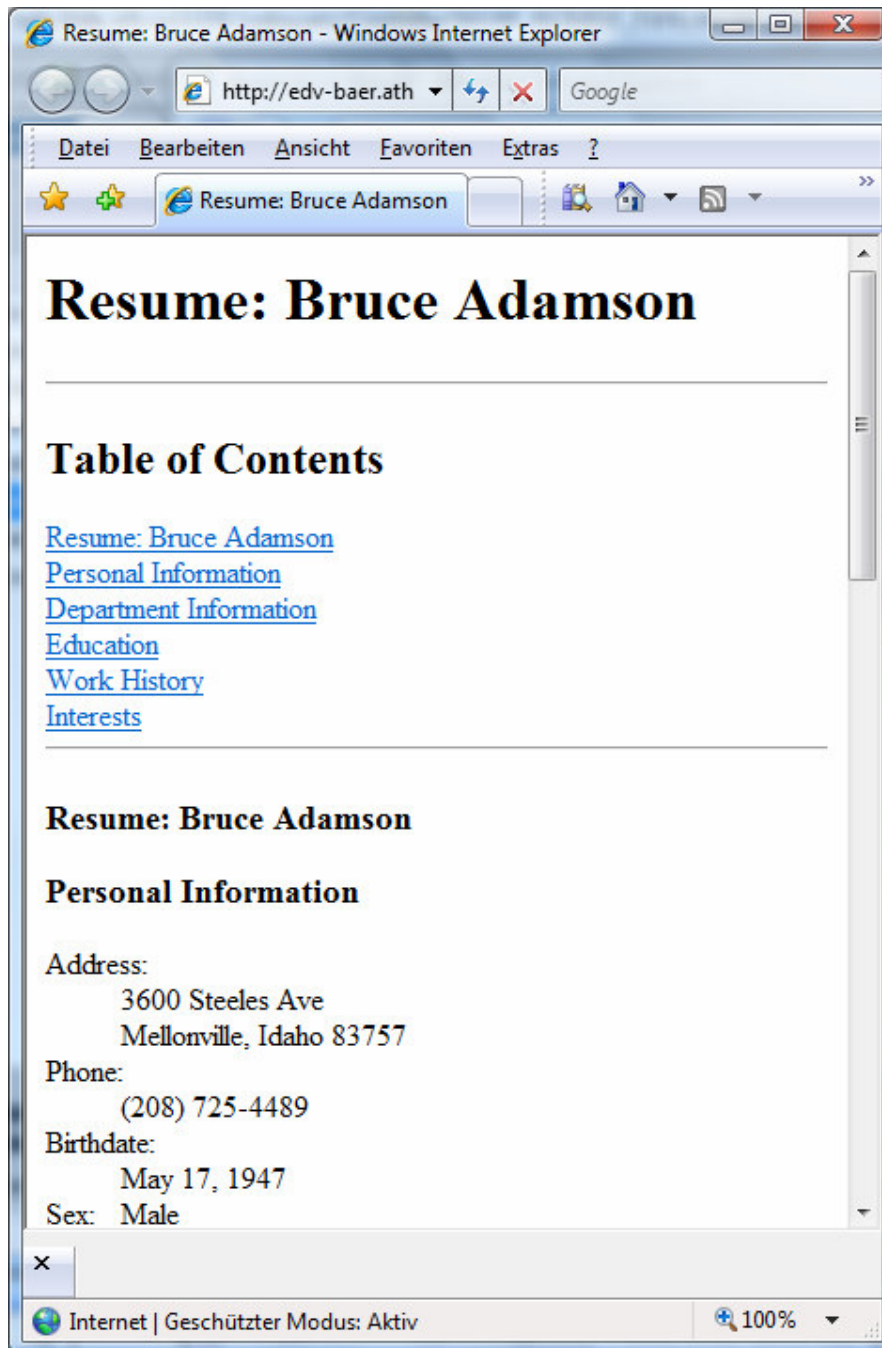 Resume: Bruce Adamson - Windows Internet Explorer
http://edv-baer.ath
Google
Datei Bearbeiten Ansicht Favoriten Extras ?
Resume: Bruce Adamson
Resume: Bruce Adamson
Table of Contents
Resume: Bruce Adamson
Personal Information
Department Information
Education
Work History
Interests
Resume: Bruce Adamson
Personal Information
Address:
3600 Steeles Ave
Mellonville, Idaho 83757
Phone:
(208) 725-4489
Birthdate:
May 17, 1947
Sex: Male
Internet | Geschützter Modus: Aktiv 100%